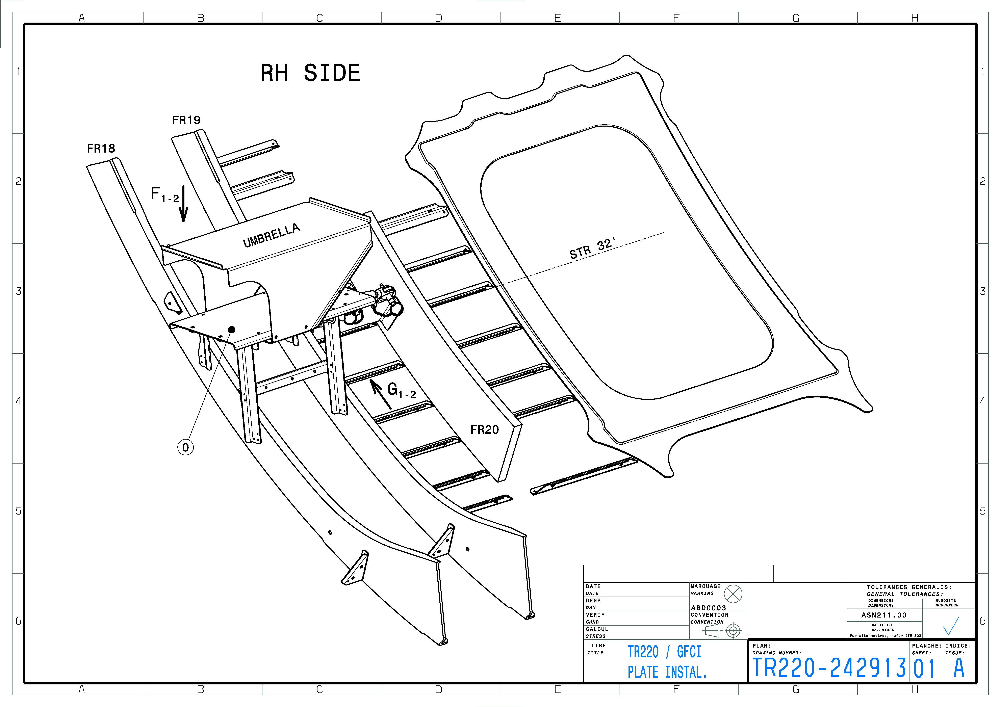 A B C D E F G H
1 1
RH SIDE
FR19
FR18
2 2
F1-2
UMBRELLA
STR 32'
3 3
4 4
G1-2
FR20
0
5 5
6 6
DATE
DATE
DESS
DRN
VERIF
CHKD
CALCUL
STRESS
MARQUAGE
MARKING
ABD0003
CONVENTION
CONVENTION
TOLERANCES GENERALES:
GENERAL TOLERANCES:
DIMENSIONS
DIMENSIONS
RUGOSITE
ROUGHNESS
ASN211.00
MATIERES
MATERIALS
For alternatives, refer ITE 303
TITRE
TITLE
TR220 / GFCI
PLATE INSTAL.
PLAN:
DRAWING NUMBER:
TR220-242913
PLANCHE:
SHEET:
01
INDICE:
ISSUE:
A
A B C D E F G H